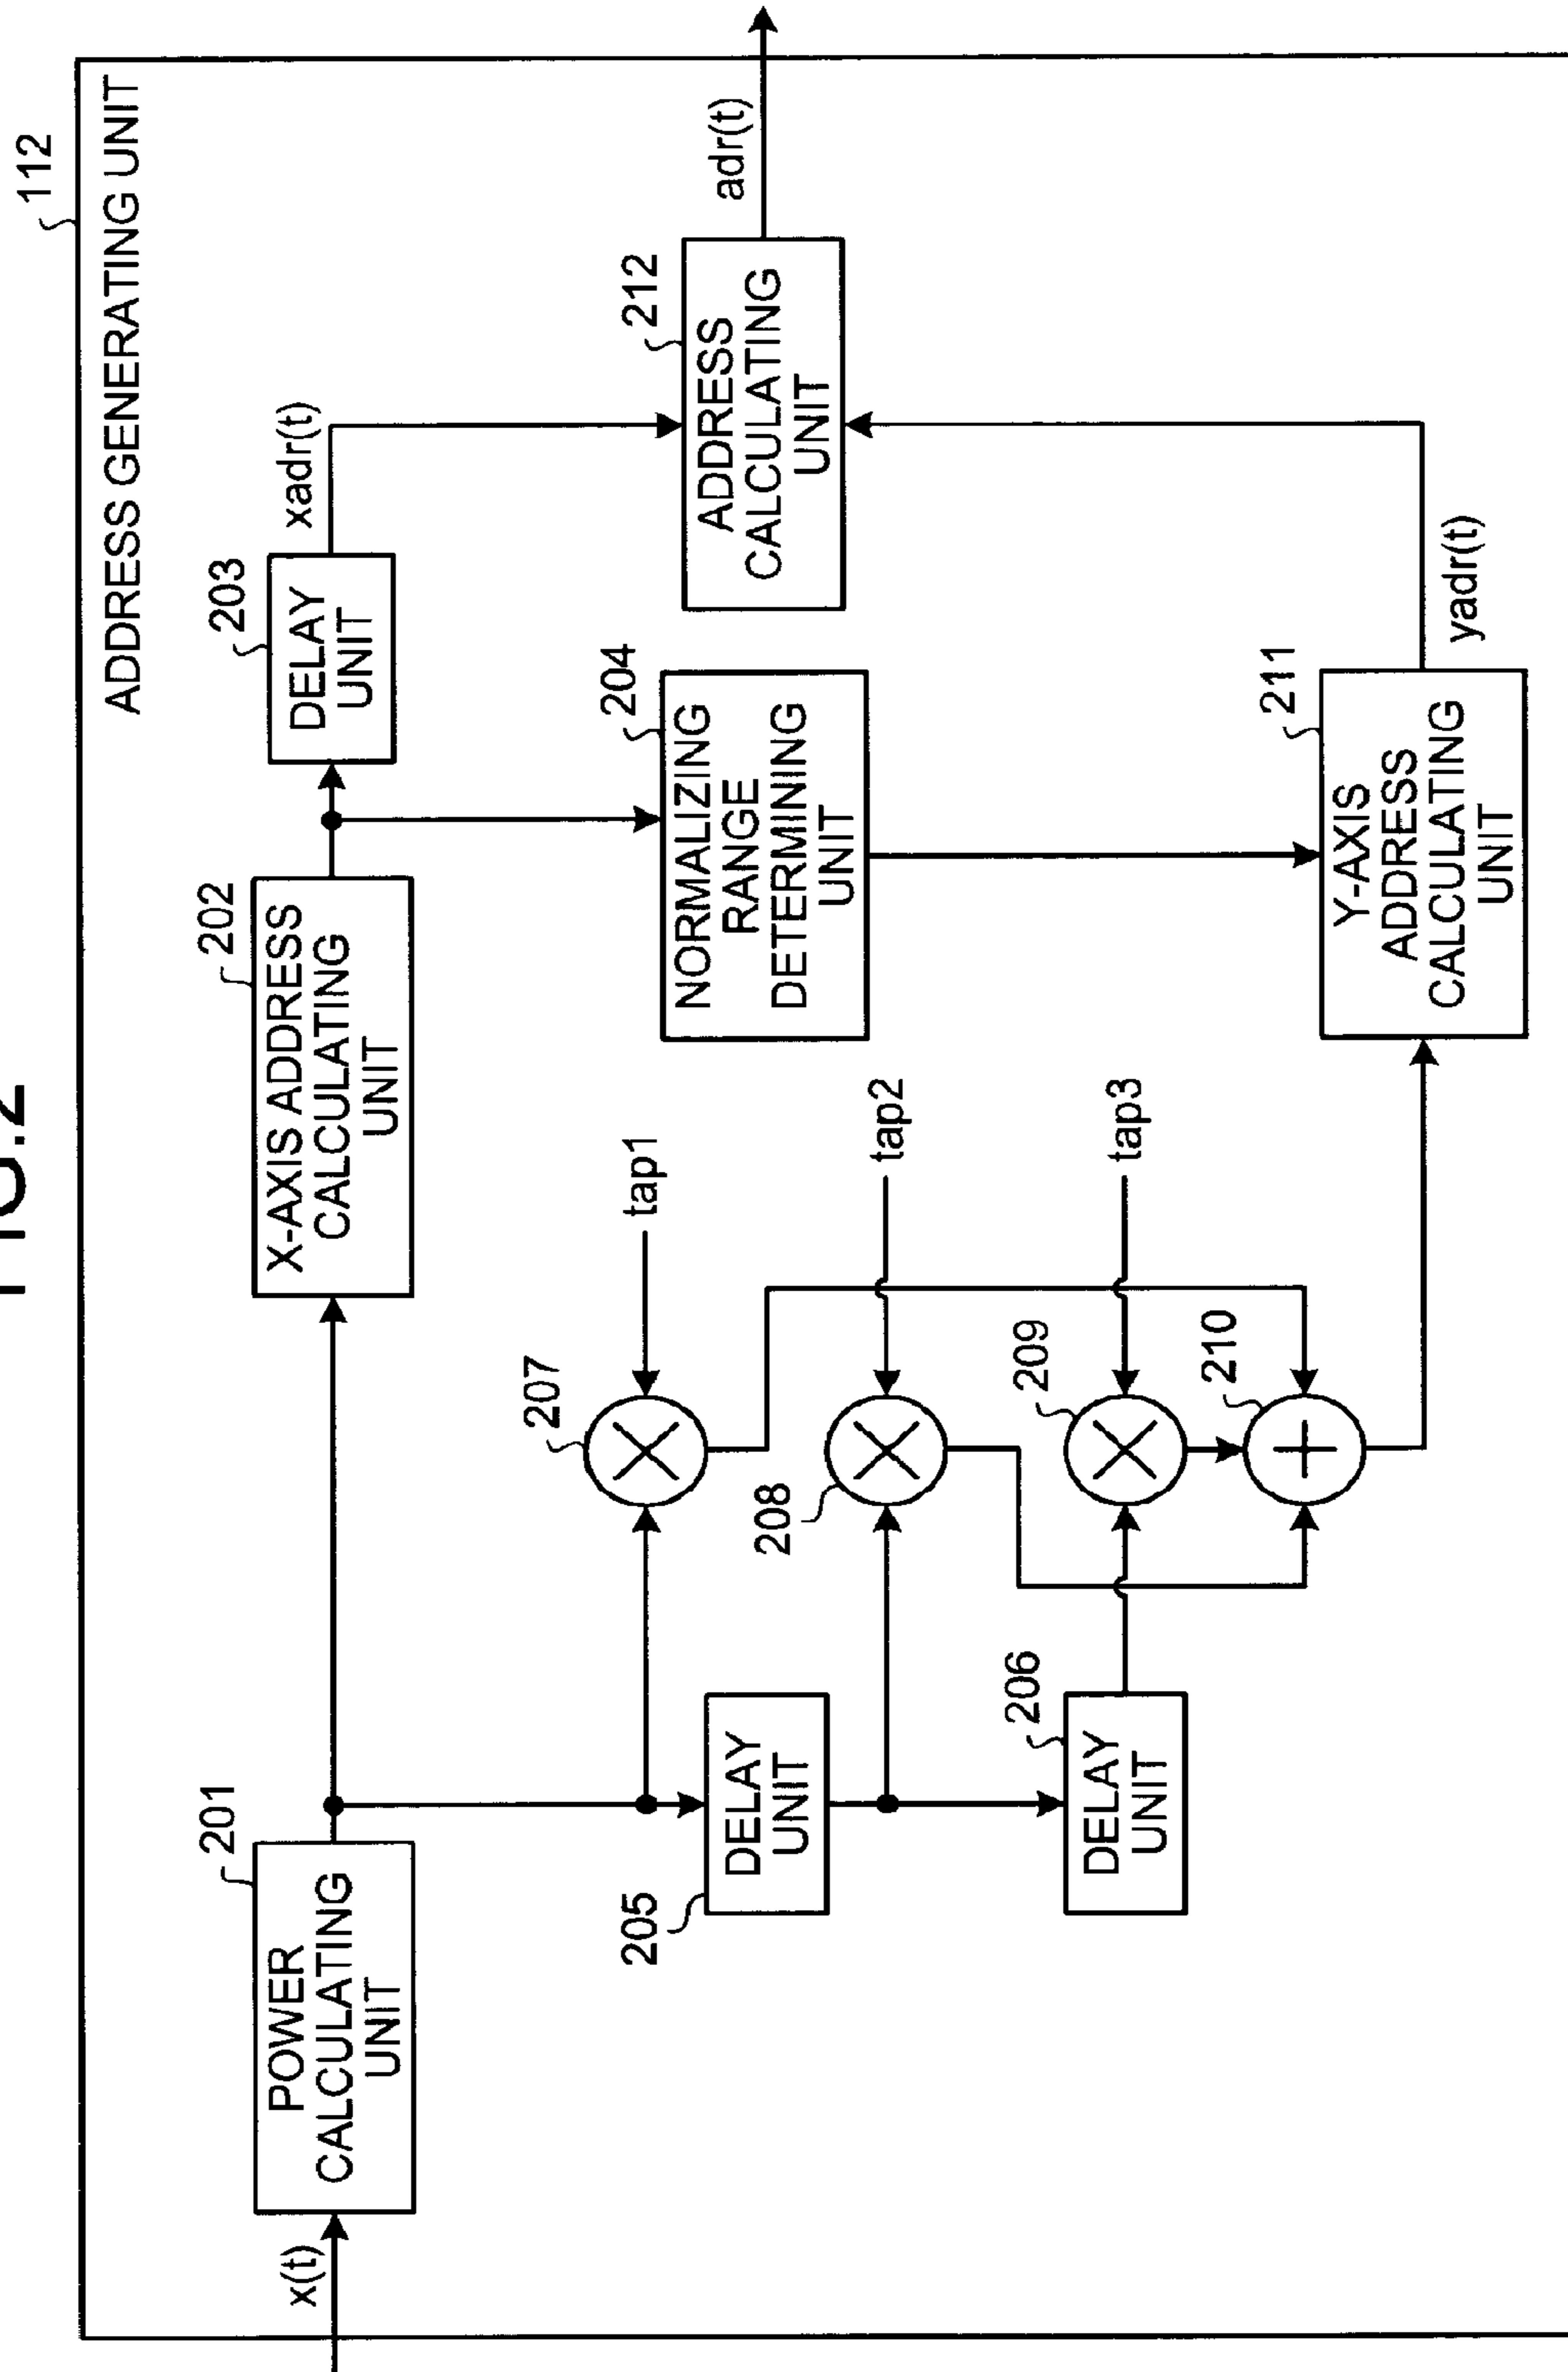 FIG.2
112
ADDRESS GENERATING UNIT
x(t)
201
POWER
CALCULATING
UNIT
202
X-AXIS ADDRESS
CALCULATING
UNIT
203
DELAY
UNIT
xadr(t)
204
NORMALIZING
RANGE
DETERMINING
UNIT
205
DELAY
UNIT
206
DELAY
UNIT
207
tap1
208
tap2
209
tap3
210
211
Y-AXIS
ADDRESS
CALCULATING
UNIT
yadr(t)
212
ADDRESS
CALCULATING
UNIT
adr(t)